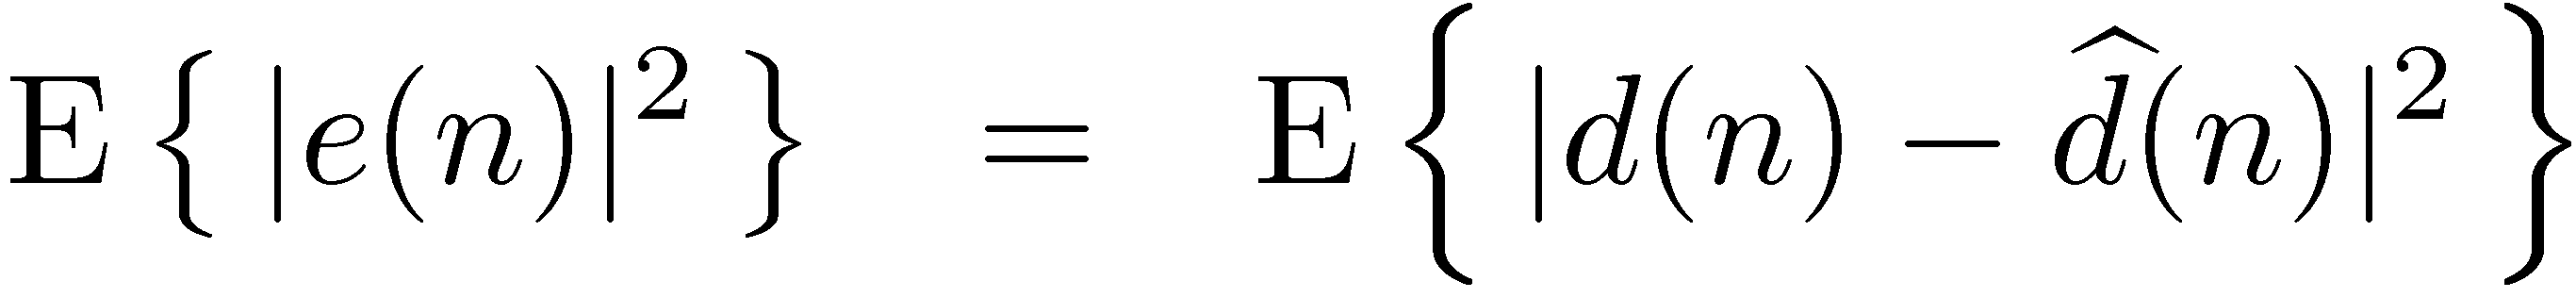 E{ |e(n)|² } = E{ |d(n) − d̂(n)|² }